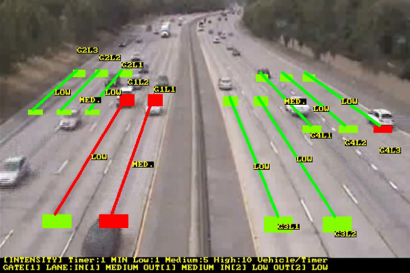 G2L3
G2L2
G2L1
G1L2
G1L1
LOW
MED.
LOW
MED.
LOW
LOW
G4L1
G4L2
G4L3
LOW
MED.
LOW
LOW
G3L1
G3L2
[INTENSITY] Timer:1 MIN Low:1 Medium:5 High:10 Vehicle/Timer
GATE[1] LANE:IN[1] MEDIUM OUT[1] MEDIUM IN[2] LOW OUT[2] LOW